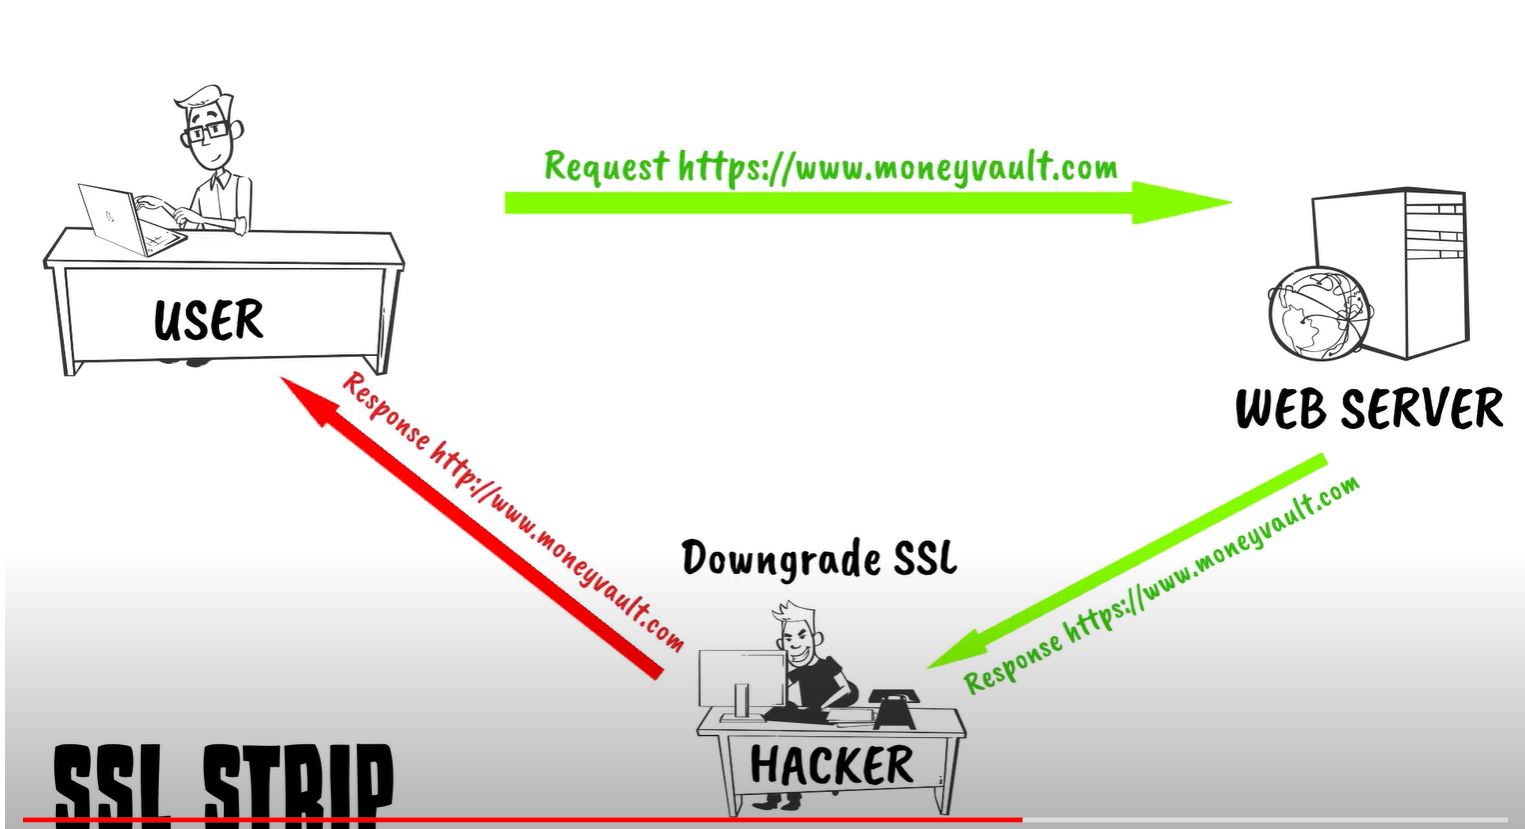 Request https://www.moneyvault.com
USER
WEB SERVER
Response http://www.moneyvault.com
Response https://www.moneyvault.com
Downgrade SSL
HACKER
SSL STRIP